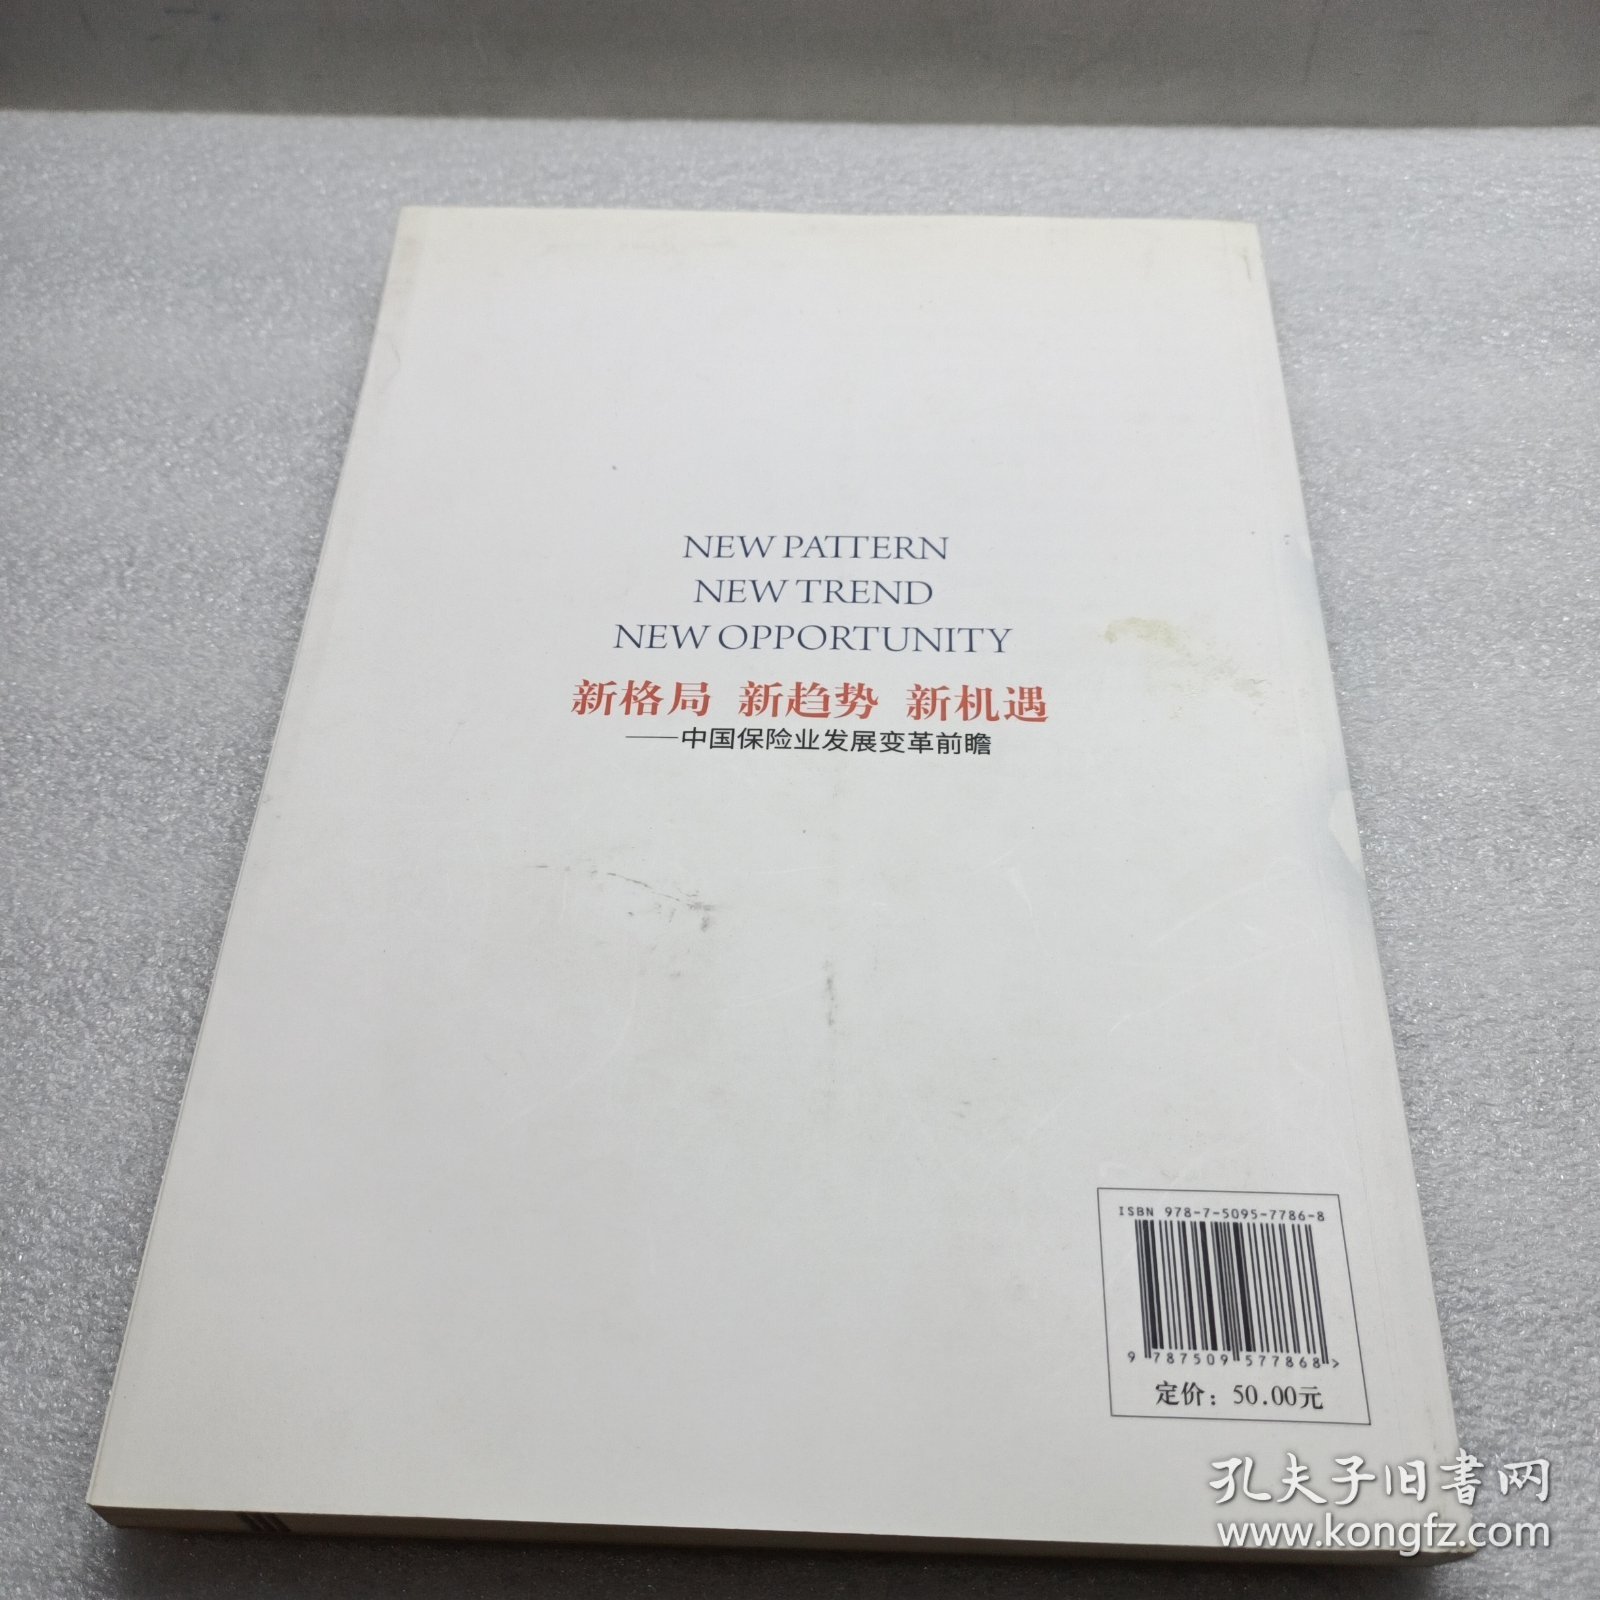 NEW PATTERN
NEW TREND
NEW OPPORTUNITY
新格局 新趋势 新机遇
——中国保险业发展变革前瞻
ISBN 978-7-5095-7786-8
9 787509 577868 >
定价：50.00元
孔夫子旧书网
www.kongfz.com